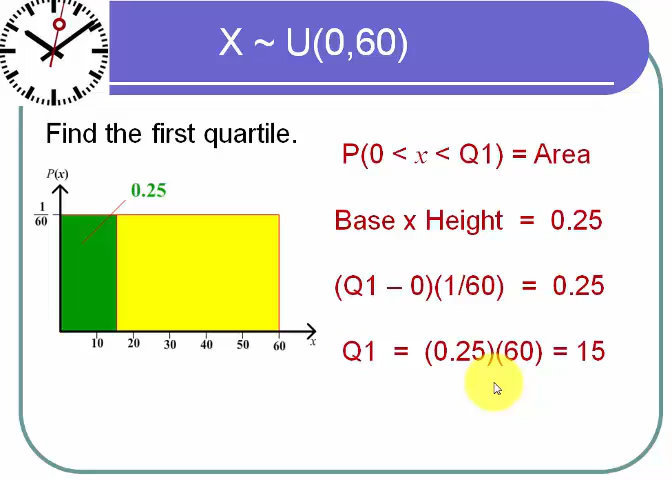 X ~ U(0,60)
Find the first quartile.
P(x)
0.25
1
60
10 20 30 40 50 60 x
P(0 < x < Q1) = Area
Base x Height = 0.25
(Q1 – 0)(1/60) = 0.25
Q1 = (0.25)(60) = 15